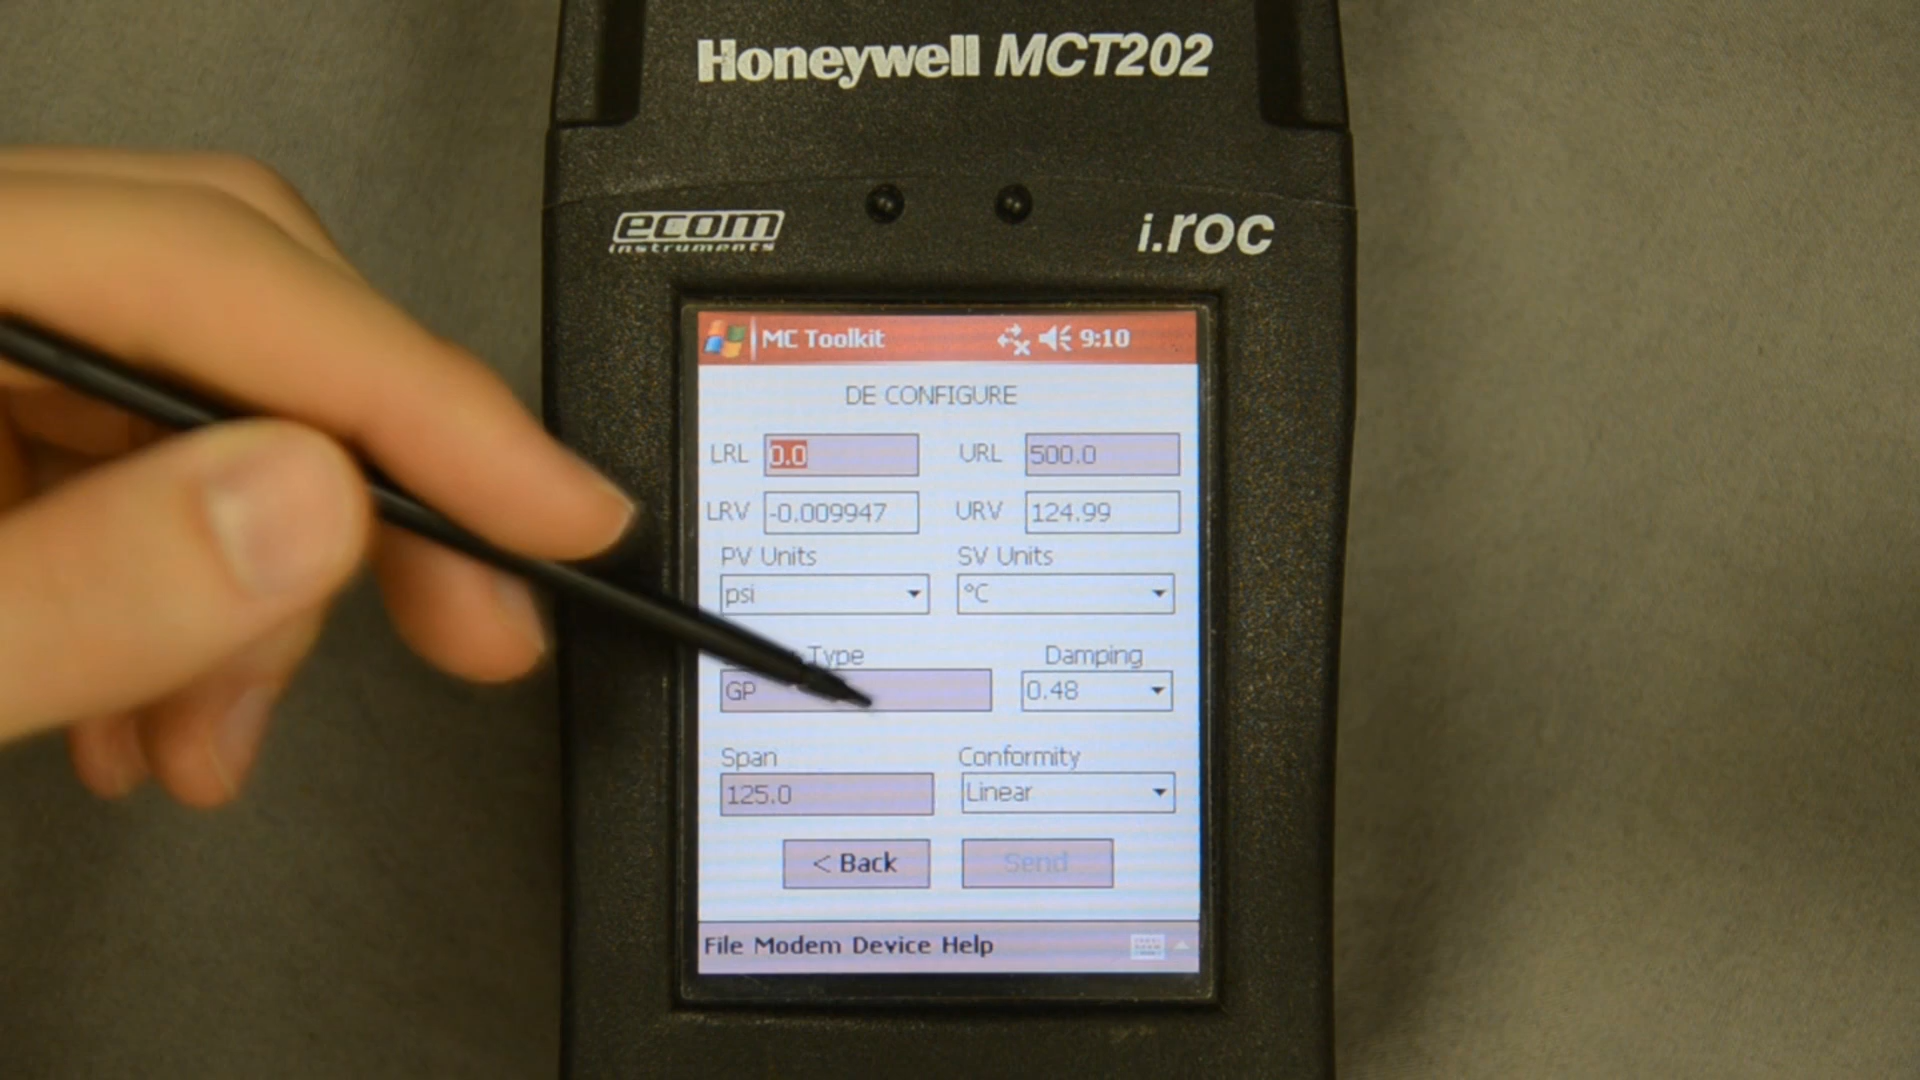 Honeywell MCT202
ecom
instruments
i.roc
MC Toolkit 9:10
DE CONFIGURE
LRL 0.0 URL 500.0
LRV -0.009947 URV 124.99
PV Units SV Units
psi °C
Type Damping
GP 0.48
Span Conformity
125.0 Linear
< Back Send
File Modem Device Help